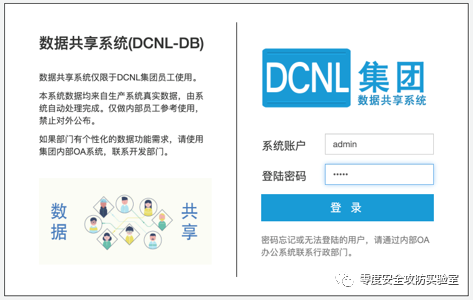 数据共享系统(DCNL-DB)
数据共享系统仅限于DCNL集团员工使用。
本系统数据均来自生产系统真实数据，由系
统自动处理完成。仅做内部员工参考使用，
禁止对外公布。
如果部门有个性化的数据功能需求，请使用
集团内部OA系统，联系开发部门。
数据
共享
DCNL 集团
数据共享系统
系统账户 admin
登陆密码 •••••
登 录
密码忘记或无法登陆的用户，请通过内部OA
办公系统联系行政部门。
零度安全攻防实验室